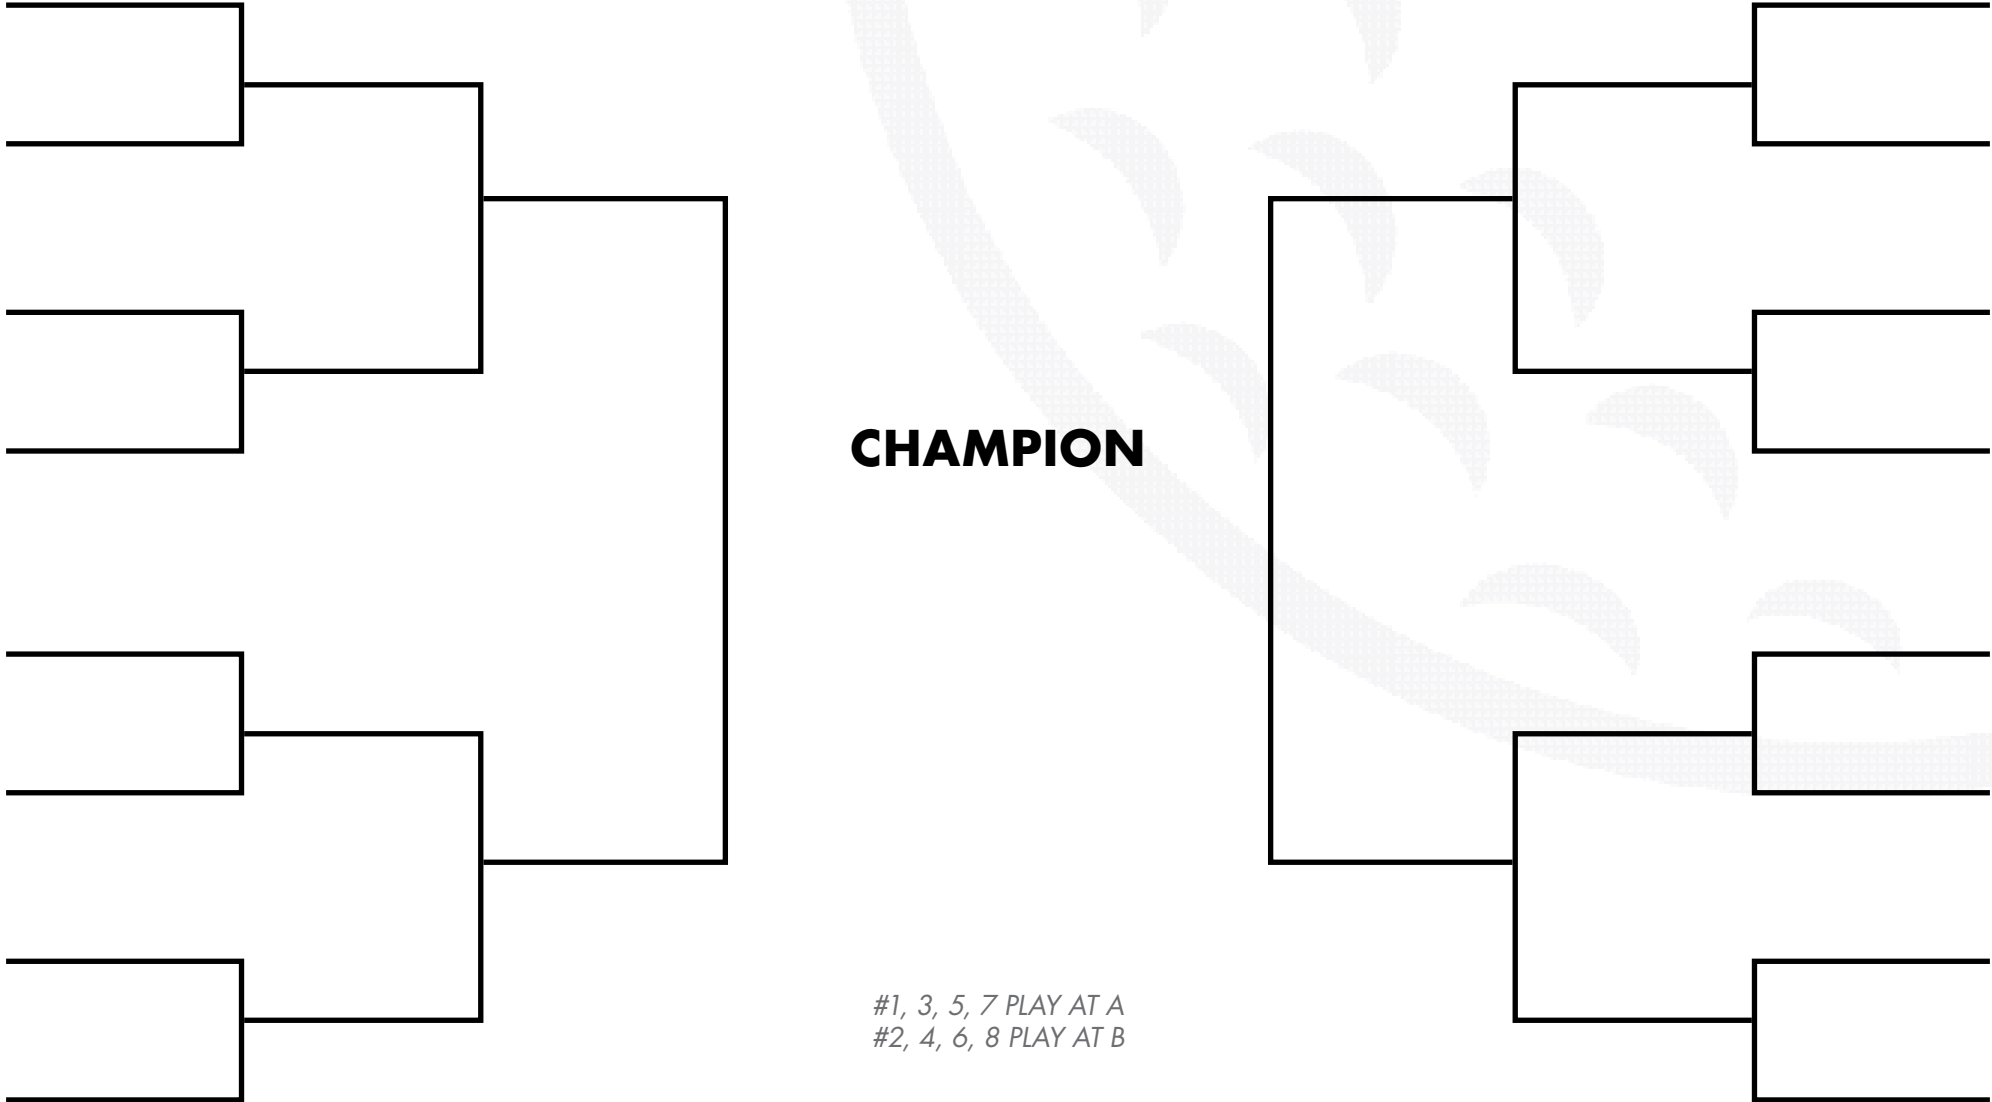 CHAMPION
#1, 3, 5, 7 PLAY AT A
#2, 4, 6, 8 PLAY AT B